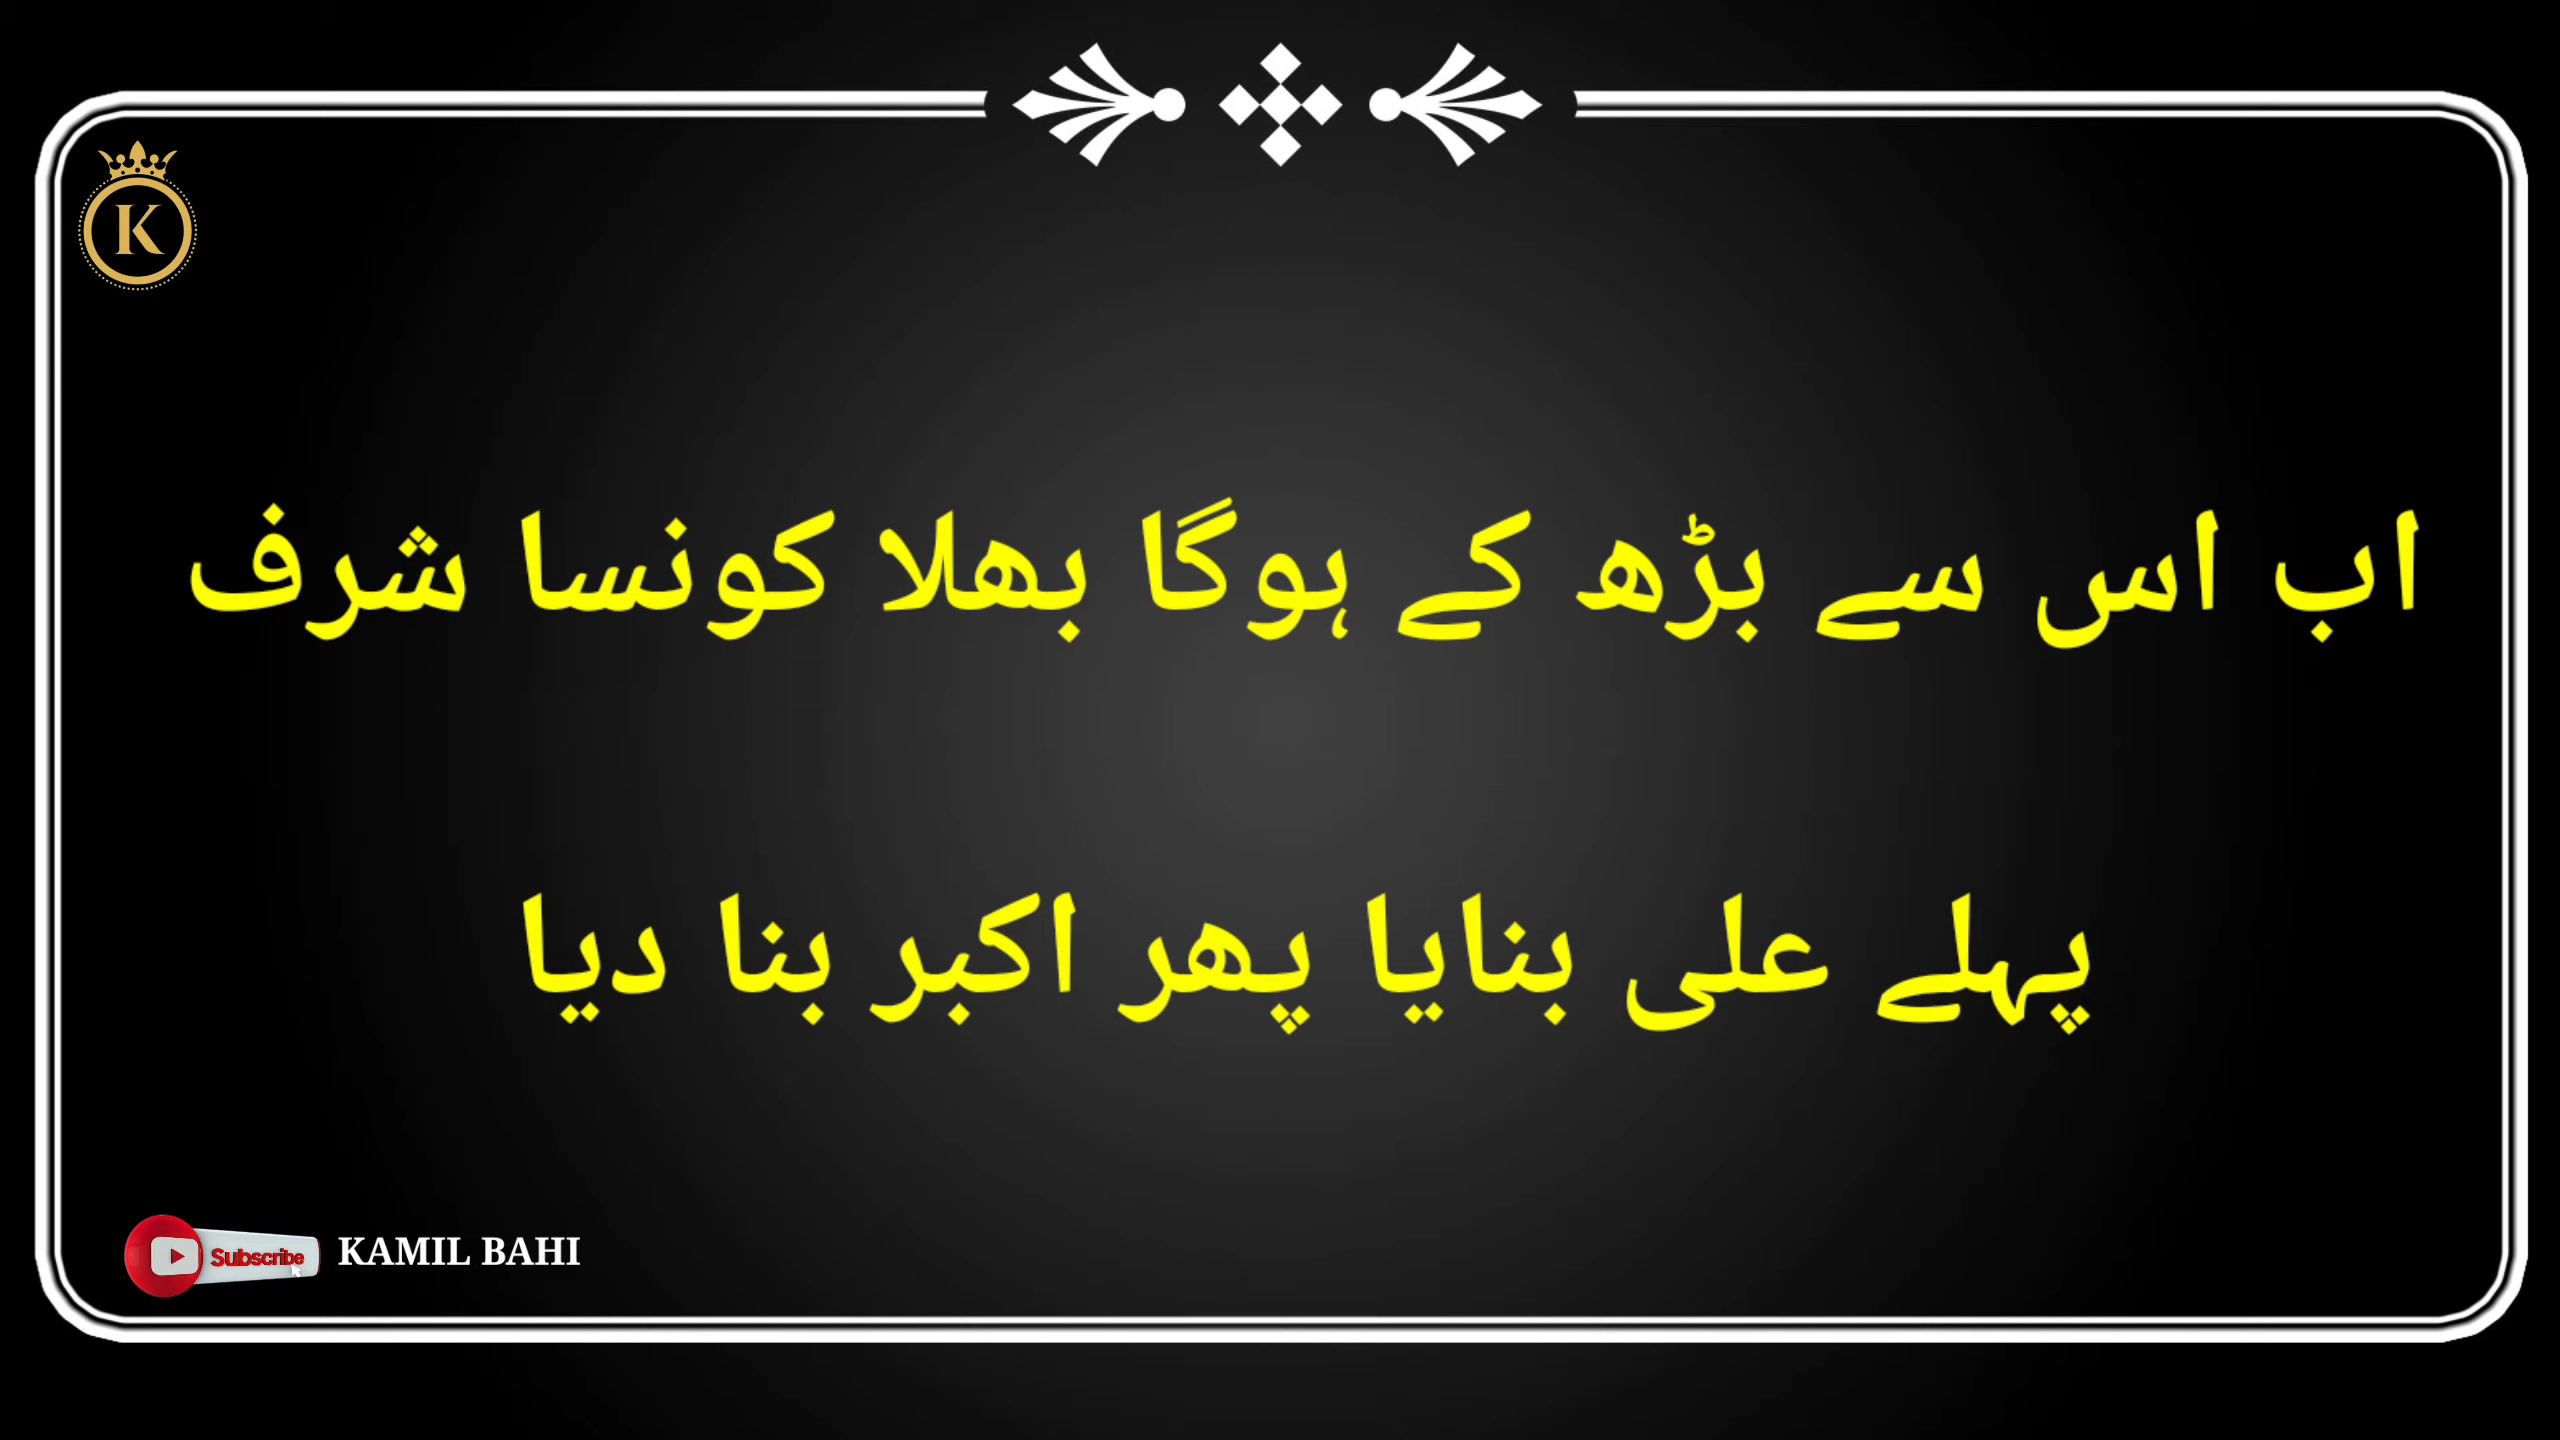 K
اب اس سے بڑھ کے ہوگا بھلا کونسا شرف
پہلے علی بنایا پھر اکبر بنا دیا
Subscribe KAMIL BAHI